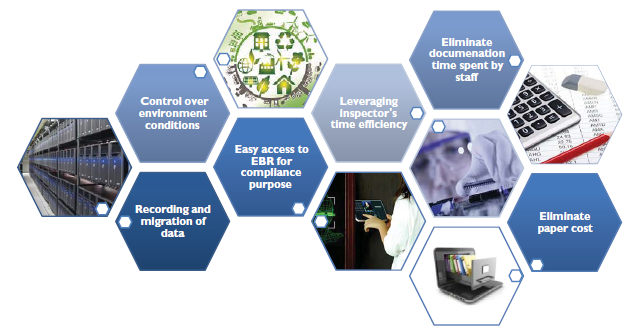 Control over
environment
conditions
Recording and
migration of
data
Easy access to
EBR for
compliance
purpose
Leveraging
Inspector's
time efficiency
Eliminate
documenation
time spent by
staff
Eliminate
paper cost